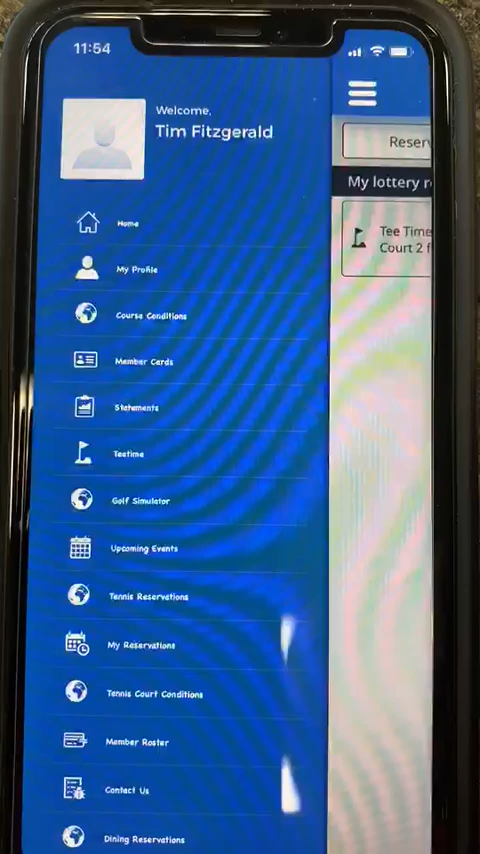 11:54
Welcome,
Tim Fitzgerald
Home
My Profile
Course Conditions
Member Cards
Statements
Teetime
Golf Simulator
Upcoming Events
Tennis Reservations
My Reservations
Tennis Court Conditions
Member Roster
Contact Us
Dining Reservations
Reserv
My lottery r
Tee Time
Court 2 f